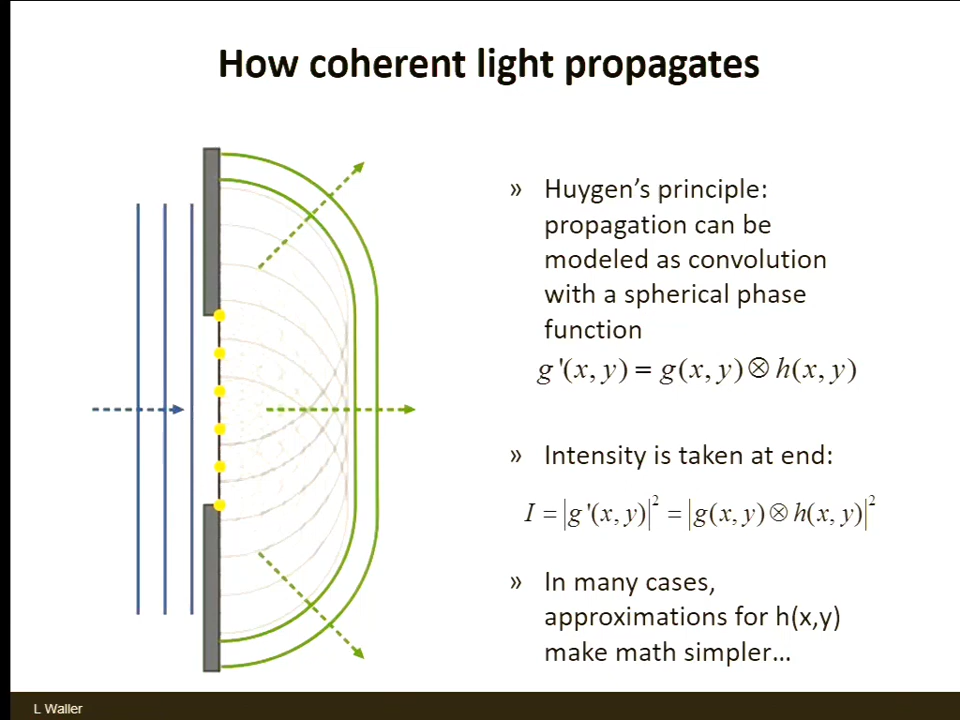 How coherent light propagates
» Huygen's principle:
propagation can be
modeled as convolution
with a spherical phase
function
g'(x, y) = g(x, y) ⊗ h(x, y)
» Intensity is taken at end:
I = |g'(x, y)|² = |g(x, y) ⊗ h(x, y)|²
» In many cases,
approximations for h(x,y)
make math simpler...
L Waller